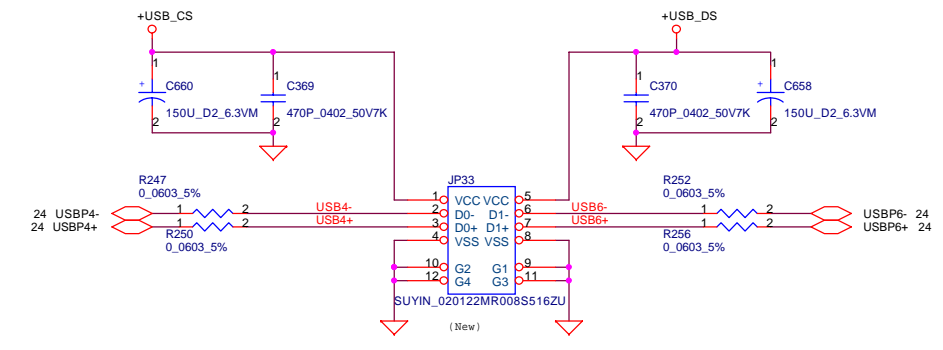 +USB_CS
+USB_DS
1
+ C660
2
150U_D2_6.3VM
1
C369
2
470P_0402_50V7K
1
C370
2
470P_0402_50V7K
1
+ C658
2
150U_D2_6.3VM
R247
0_0603_5%
JP33
R252
0_0603_5%
24 USBP4- 1 2 USB4- 2 D0- D1- 6 USB6- 1 2 USBP6- 24
24 USBP4+ 1 2 USB4+ 3 D0+ D1+ 7 USB6+ 1 2 USBP6+ 24
1 VCC VCC 5
4 VSS VSS 8
R250
0_0603_5%
R256
0_0603_5%
10 G2 G1 9
12 G4 G3 11
SUYIN_020122MR008S516ZU
(New)